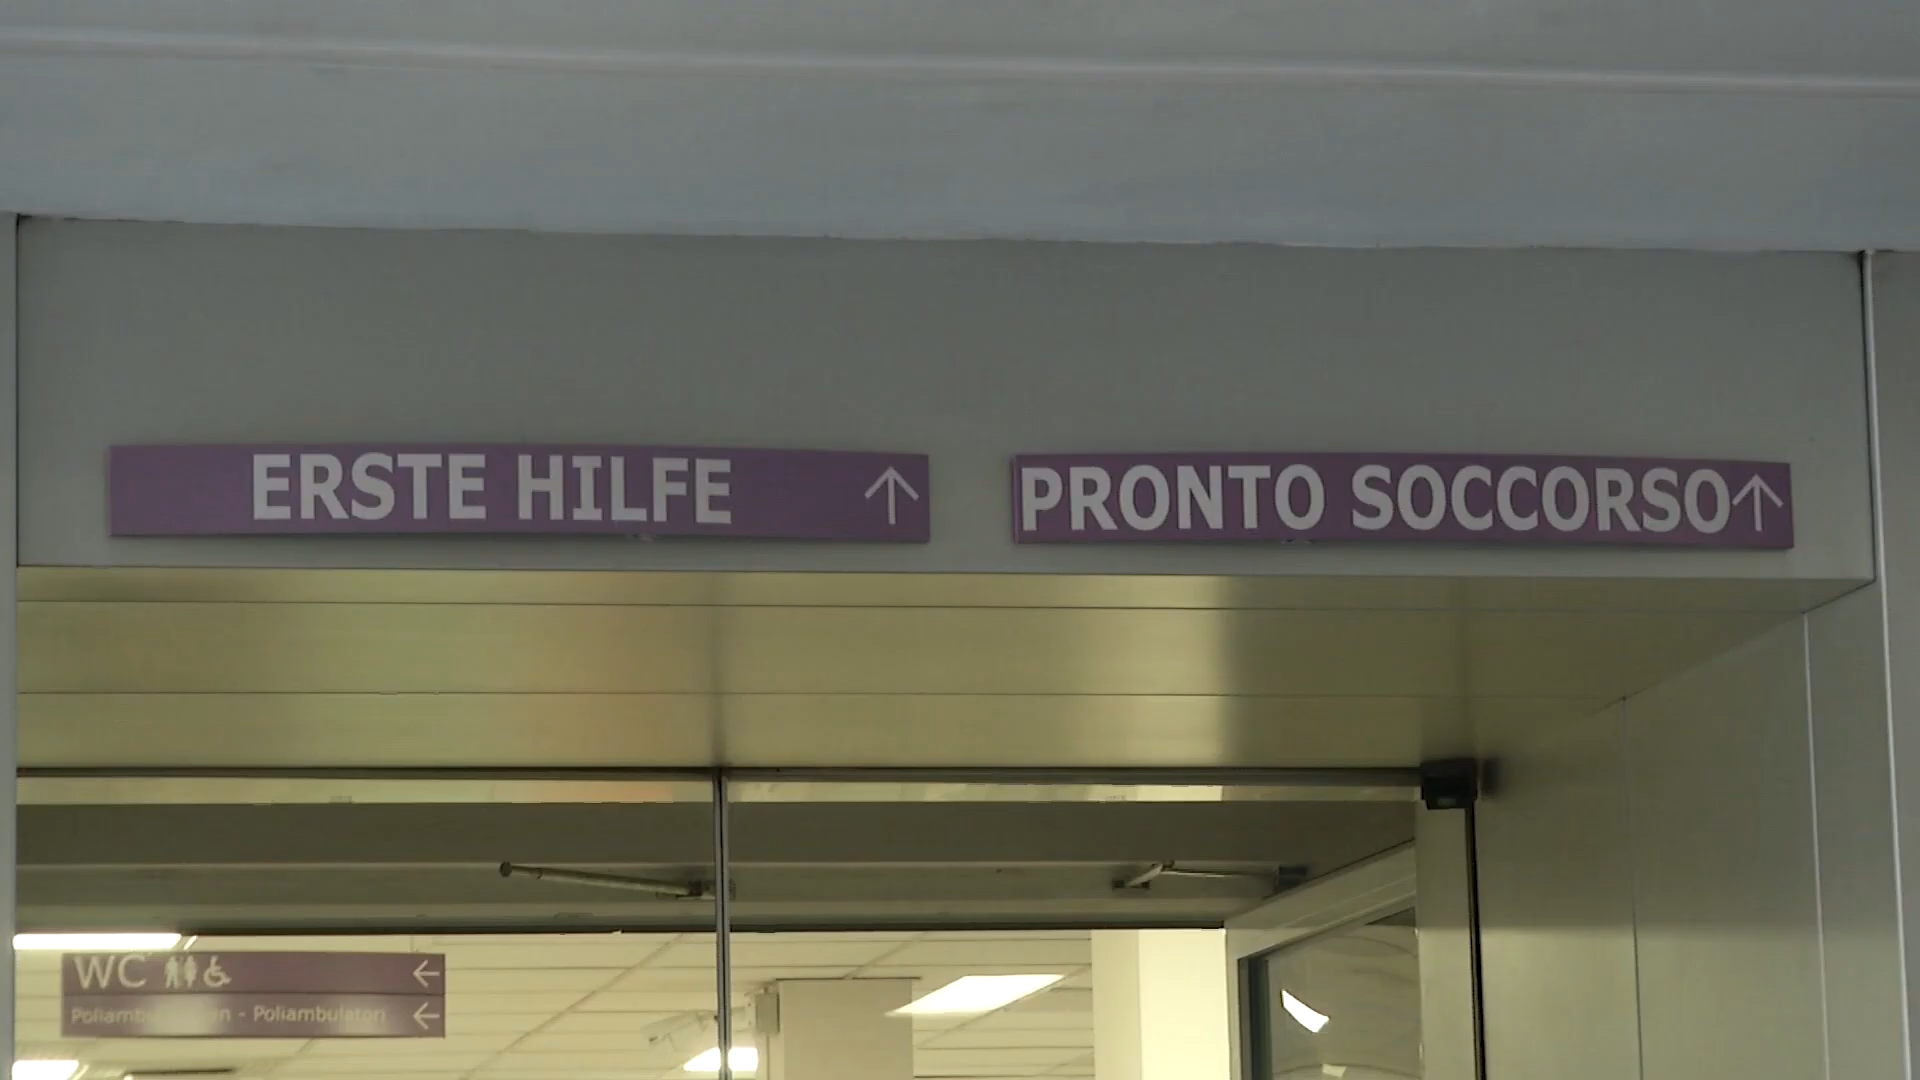 ERSTE HILFE ↑
PRONTO SOCCORSO ↑
WC ←
- Poliambulatori ←